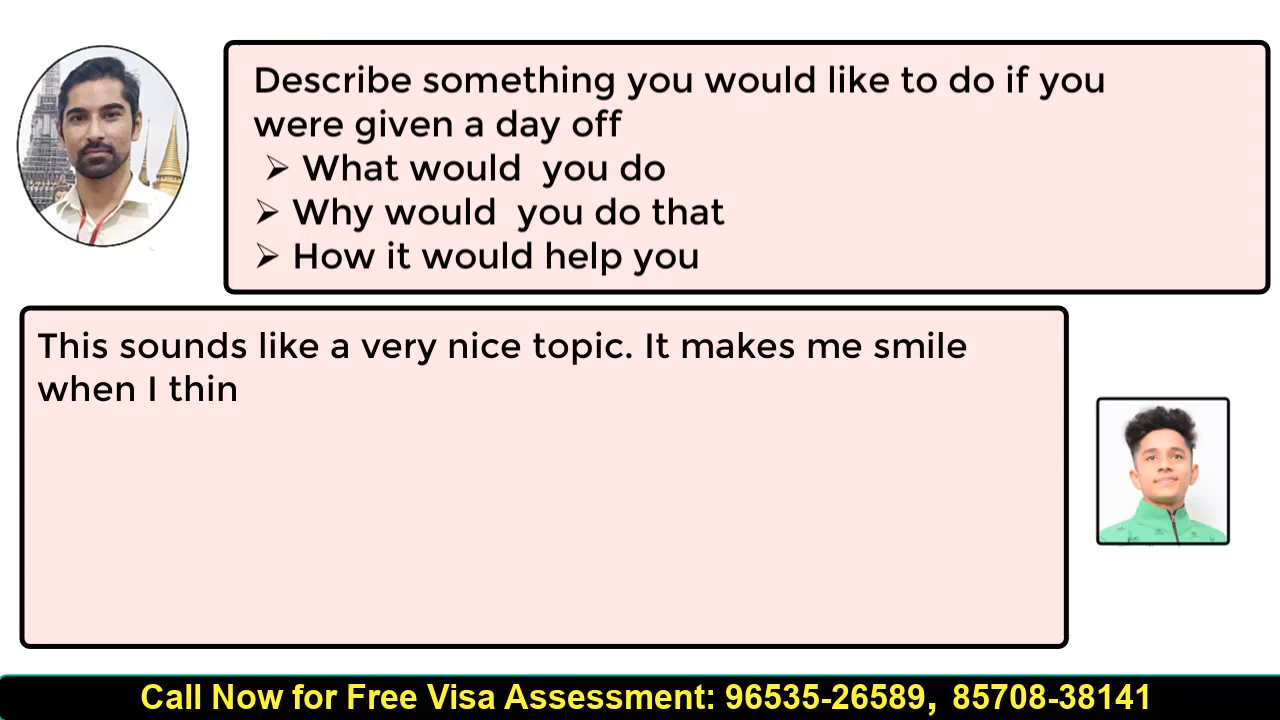 Describe something you would like to do if you
were given a day off
➢ What would you do
➢ Why would you do that
➢ How it would help you
This sounds like a very nice topic. It makes me smile
when I thin
Call Now for Free Visa Assessment: 96535-26589, 85708-38141